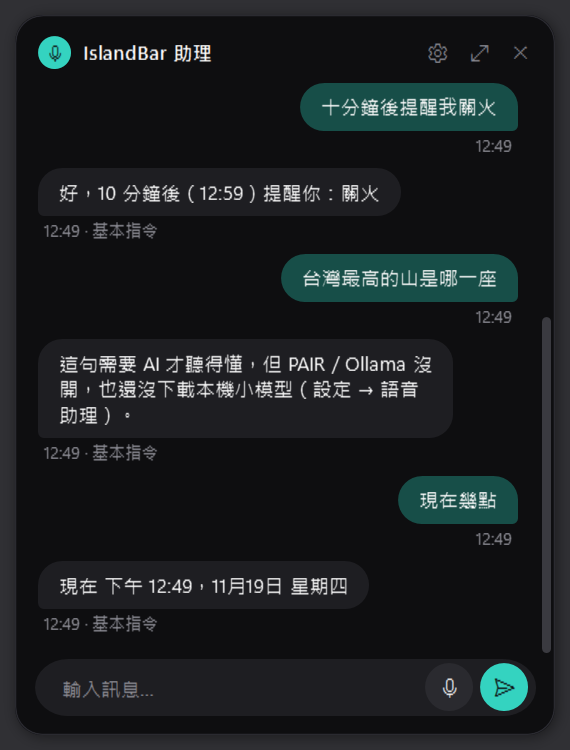 IslandBar 助理
十分鐘後提醒我關火
12:49
好，10 分鐘後（12:59）提醒你：關火
12:49 · 基本指令
台灣最高的山是哪一座
12:49
這句需要 AI 才聽得懂，但 PAIR / Ollama 沒
開，也還沒下載本機小模型（設定 → 語音
助理）。
12:49 · 基本指令
現在幾點
12:49
現在 下午 12:49，11月19日 星期四
12:49 · 基本指令
輸入訊息...